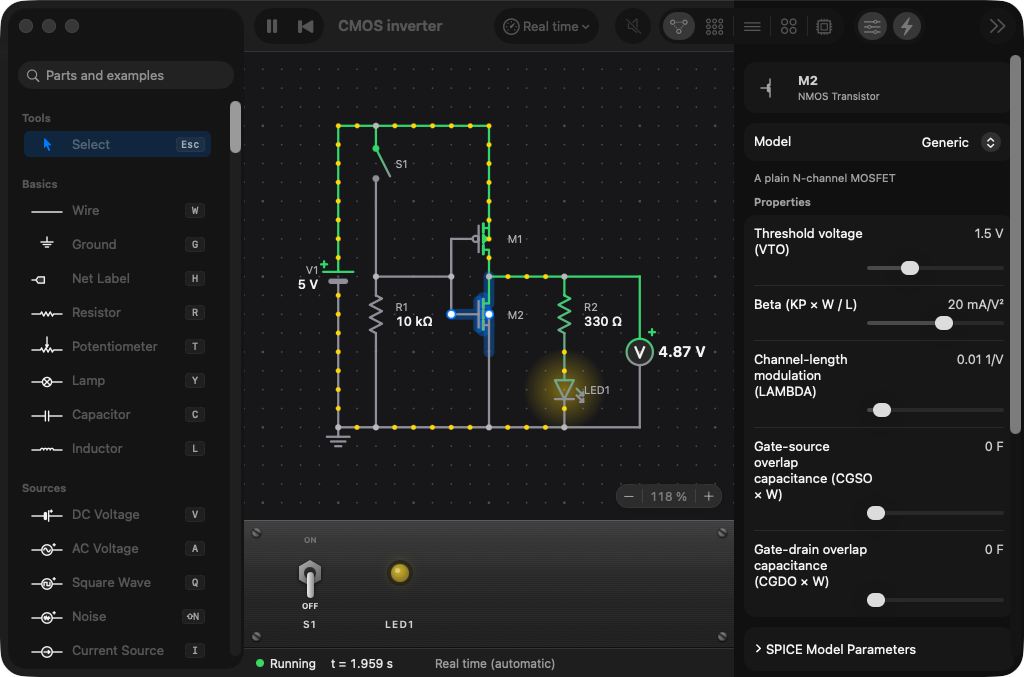 CMOS inverter
Real time
Parts and examples
Tools
Select Esc
Basics
Wire W
Ground G
Net Label H
Resistor R
Potentiometer T
Lamp Y
Capacitor C
Inductor L
Sources
DC Voltage V
AC Voltage A
Square Wave Q
Noise ⇧N
Current Source I
S1
M1
V1
5 V
R1
10 kΩ
M2
R2
330 Ω
V 4.87 V
LED1
118 %
ON
OFF
S1
LED1
Running t = 1.959 s Real time (automatic)
M2
NMOS Transistor
Model Generic
A plain N-channel MOSFET
Properties
Threshold voltage 1.5 V
(VTO)
Beta (KP × W / L) 20 mA/V²
Channel-length 0.01 1/V
modulation
(LAMBDA)
Gate-source 0 F
overlap
capacitance (CGSO
× W)
Gate-drain overlap 0 F
capacitance
(CGDO × W)
SPICE Model Parameters